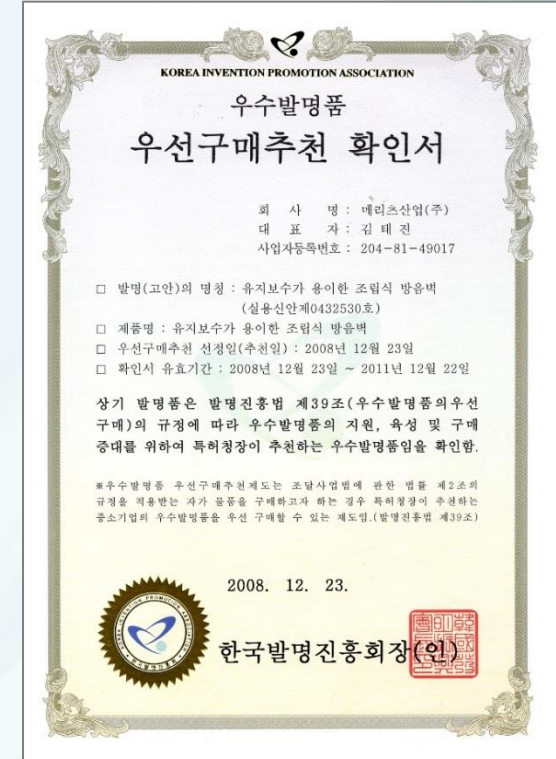 KOREA INVENTION PROMOTION ASSOCIATION
우수발명품
우선구매추천 확인서
회 사 명 : 메리츠산업(주)
대 표 자 : 김 태 진
사업자등록번호 : 204-81-49017
□ 발명(고안)의 명칭 : 유지보수가 용이한 조립식 방음벽
(실용신안제0432530호)
□ 제품명 : 유지보수가 용이한 조립식 방음벽
□ 우선구매추천 선정일(추천일) : 2008년 12월 23일
□ 확인서 유효기간 : 2008년 12월 23일 ~ 2011년 12월 22일
상기 발명품은 발명진흥법 제39조(우수발명품의우선
구매)의 규정에 따라 우수발명품의 지원, 육성 및 구매
증대를 위하여 특허청장이 추천하는 우수발명품임을 확인함.
※우수발명품 우선구매추천제도는 조달사업법에 관한 법률 제2조의
규정을 적용받는 자가 물품을 구매하고자 하는 경우 특허청장이 추천하는
중소기업의 우수발명품을 우선 구매할 수 있는 제도임.(발명진흥법 제39조)
2008. 12. 23.
KOREA INVENTION PROMOTION ASSOCIATION
한국발명진흥회장(인)